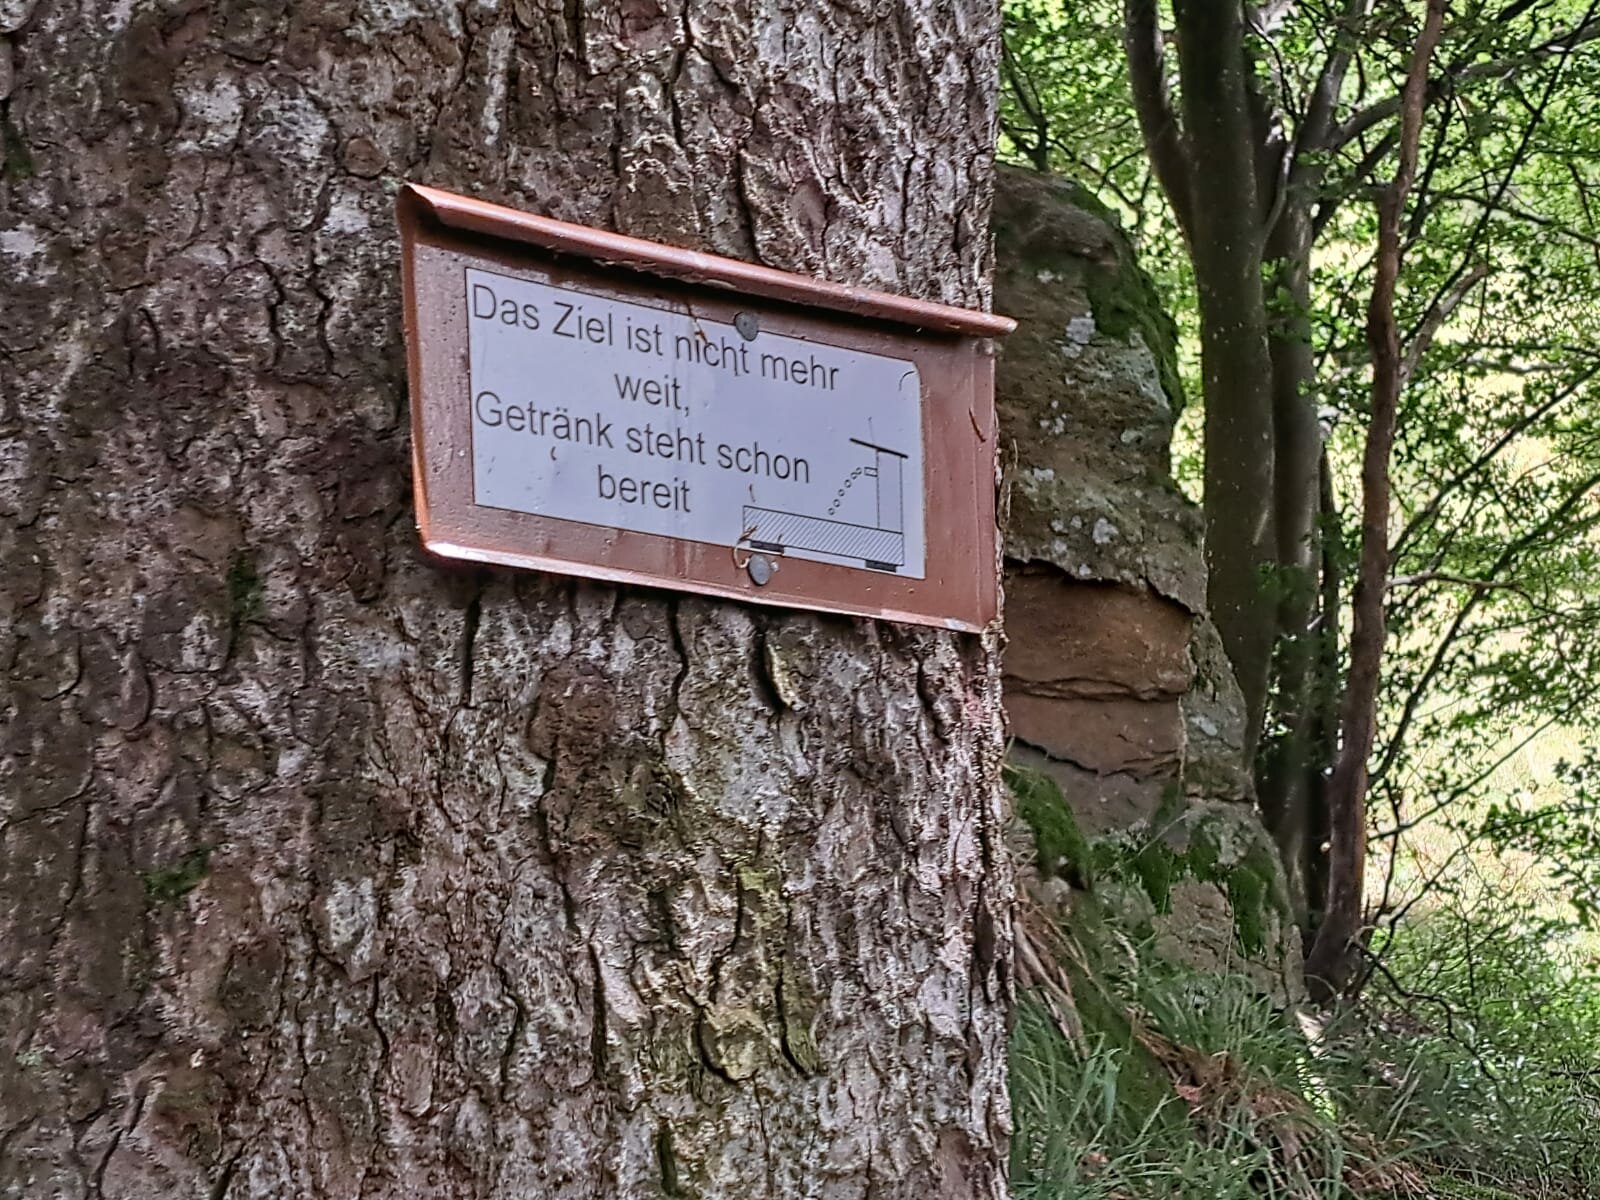 Das Ziel ist nicht mehr
weit,
Getränk steht schon
bereit